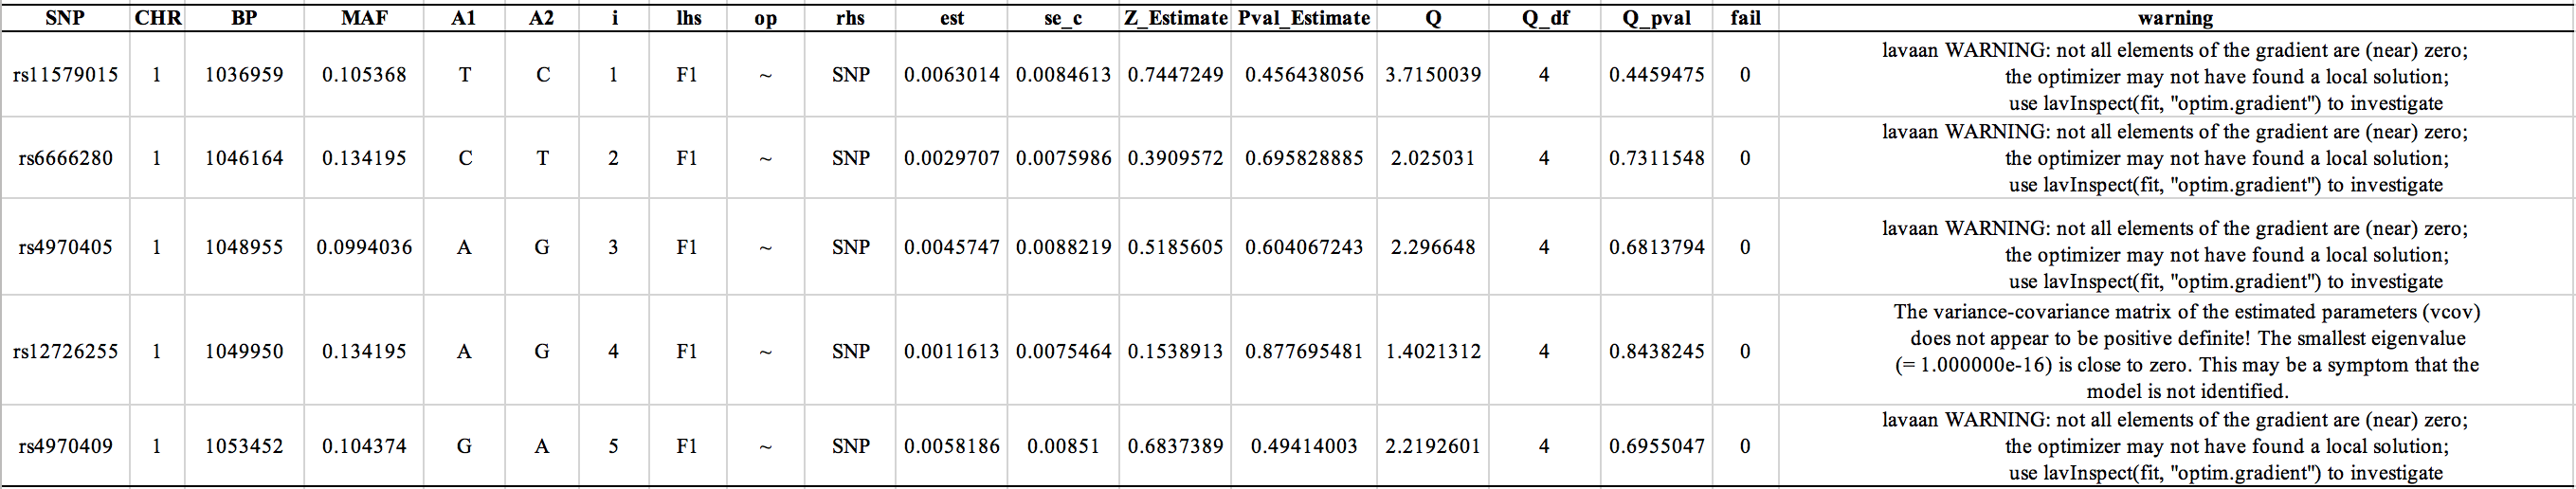 SNP CHR BP MAF A1 A2 i lhs op rhs est se_c Z_Estimate Pval_Estimate Q Q_df Q_pval fail warning
lavaan WARNING: not all elements of the gradient are (near) zero;
rs11579015 1 1036959 0.105368 T C 1 F1 ~ SNP 0.0063014 0.0084613 0.7447249 0.456438056 3.7150039 4 0.4459475 0 the optimizer may not have found a local solution;
use lavInspect(fit, "optim.gradient") to investigate
lavaan WARNING: not all elements of the gradient are (near) zero;
rs6666280 1 1046164 0.134195 C T 2 F1 ~ SNP 0.0029707 0.0075986 0.3909572 0.695828885 2.025031 4 0.7311548 0 the optimizer may not have found a local solution;
use lavInspect(fit, "optim.gradient") to investigate
lavaan WARNING: not all elements of the gradient are (near) zero;
rs4970405 1 1048955 0.0994036 A G 3 F1 ~ SNP 0.0045747 0.0088219 0.5185605 0.604067243 2.296648 4 0.6813794 0 the optimizer may not have found a local solution;
use lavInspect(fit, "optim.gradient") to investigate
The variance-covariance matrix of the estimated parameters (vcov)
does not appear to be positive definite! The smallest eigenvalue
rs12726255 1 1049950 0.134195 A G 4 F1 ~ SNP 0.0011613 0.0075464 0.1538913 0.877695481 1.4021312 4 0.8438245 0 (= 1.000000e-16) is close to zero. This may be a symptom that the
model is not identified.
lavaan WARNING: not all elements of the gradient are (near) zero;
rs4970409 1 1053452 0.104374 G A 5 F1 ~ SNP 0.0058186 0.00851 0.6837389 0.49414003 2.2192601 4 0.6955047 0 the optimizer may not have found a local solution;
use lavInspect(fit, "optim.gradient") to investigate